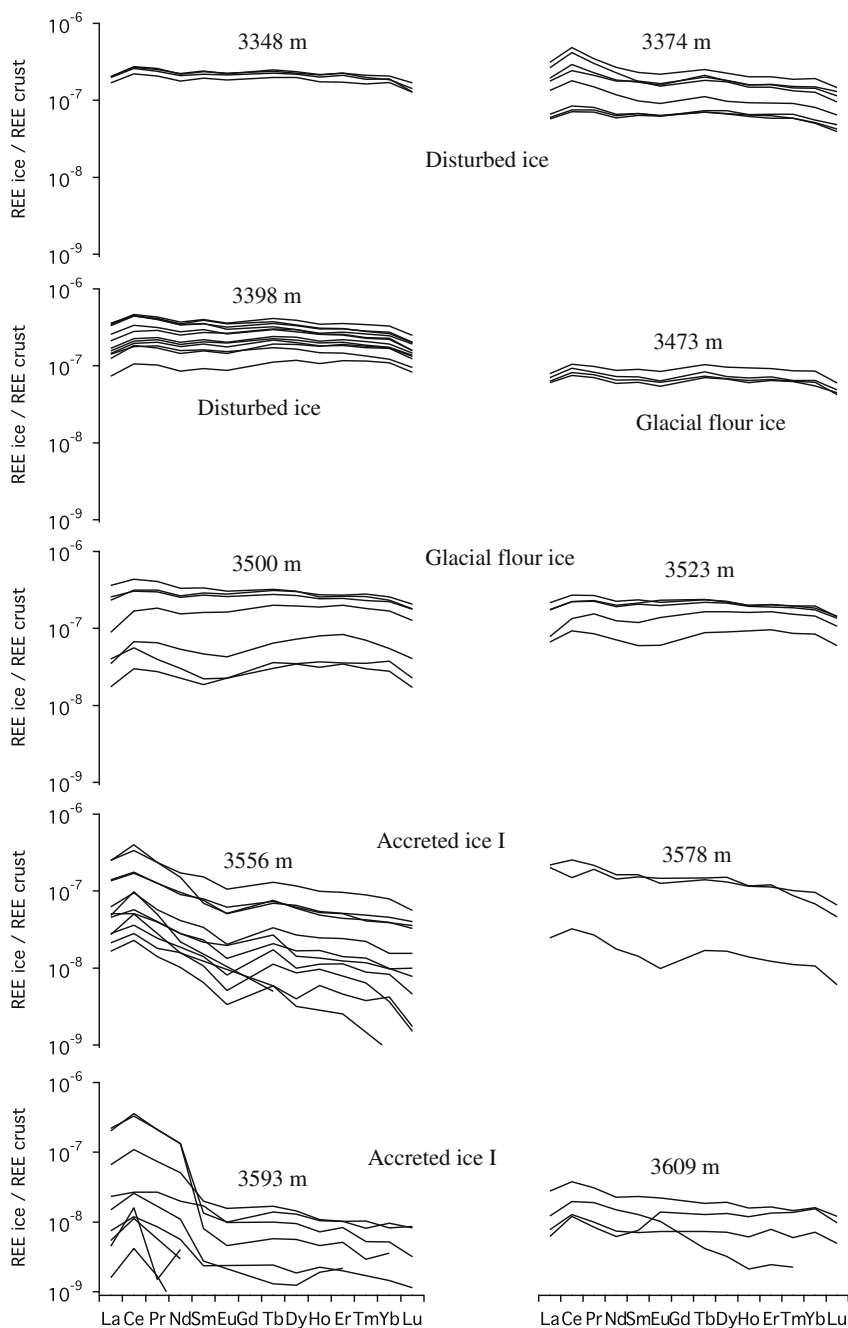 10-6
3348 m
3374 m
10-7
REE ice / REE crust
Disturbed ice
10-8
10-9
10-6
3398 m
3473 m
10-7
REE ice / REE crust
Disturbed ice
Glacial flour ice
10-8
10-9
10-6
3500 m
Glacial flour ice
3523 m
10-7
REE ice / REE crust
10-8
10-9
10-6
Accreted ice I
3556 m
3578 m
10-7
REE ice / REE crust
10-8
10-9
10-6
10-7
Accreted ice I
3593 m
3609 m
REE ice / REE crust
10-8
10-9
La Ce Pr Nd Sm Eu Gd Tb Dy Ho Er Tm Yb Lu
La Ce Pr Nd Sm Eu Gd Tb Dy Ho Er Tm Yb Lu